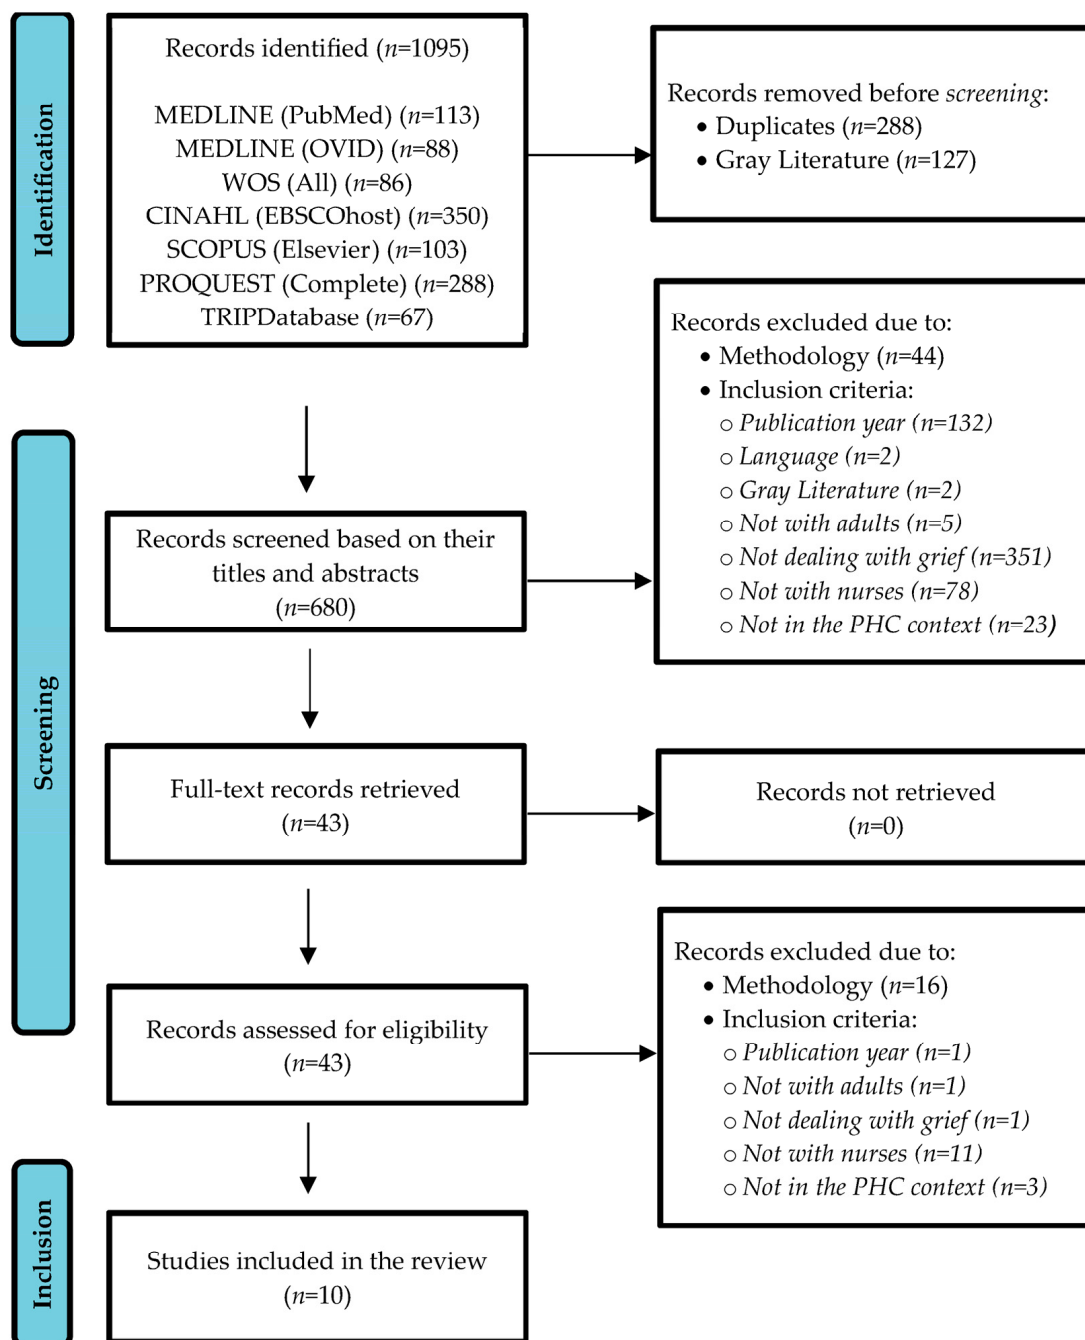 Identification
Records identified (n=1095)
MEDLINE (PubMed) (n=113)
MEDLINE (OVID) (n=88)
WOS (All) (n=86)
CINAHL (EBSCOhost) (n=350)
SCOPUS (Elsevier) (n=103)
PROQUEST (Complete) (n=288)
TRIPDatabase (n=67)
Records removed before screening:
• Duplicates (n=288)
• Gray Literature (n=127)
Screening
Records screened based on their
titles and abstracts
(n=680)
Records excluded due to:
• Methodology (n=44)
• Inclusion criteria:
o Publication year (n=132)
o Language (n=2)
o Gray Literature (n=2)
o Not with adults (n=5)
o Not dealing with grief (n=351)
o Not with nurses (n=78)
o Not in the PHC context (n=23)
Full-text records retrieved
(n=43)
Records not retrieved
(n=0)
Records assessed for eligibility
(n=43)
Records excluded due to:
• Methodology (n=16)
• Inclusion criteria:
o Publication year (n=1)
o Not with adults (n=1)
o Not dealing with grief (n=1)
o Not with nurses (n=11)
o Not in the PHC context (n=3)
Inclusion
Studies included in the review
(n=10)